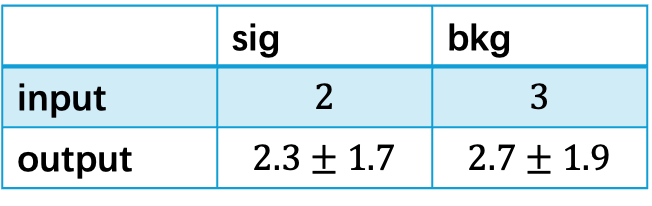 sig bkg
input 2 3
output 2.3 ± 1.7 2.7 ± 1.9